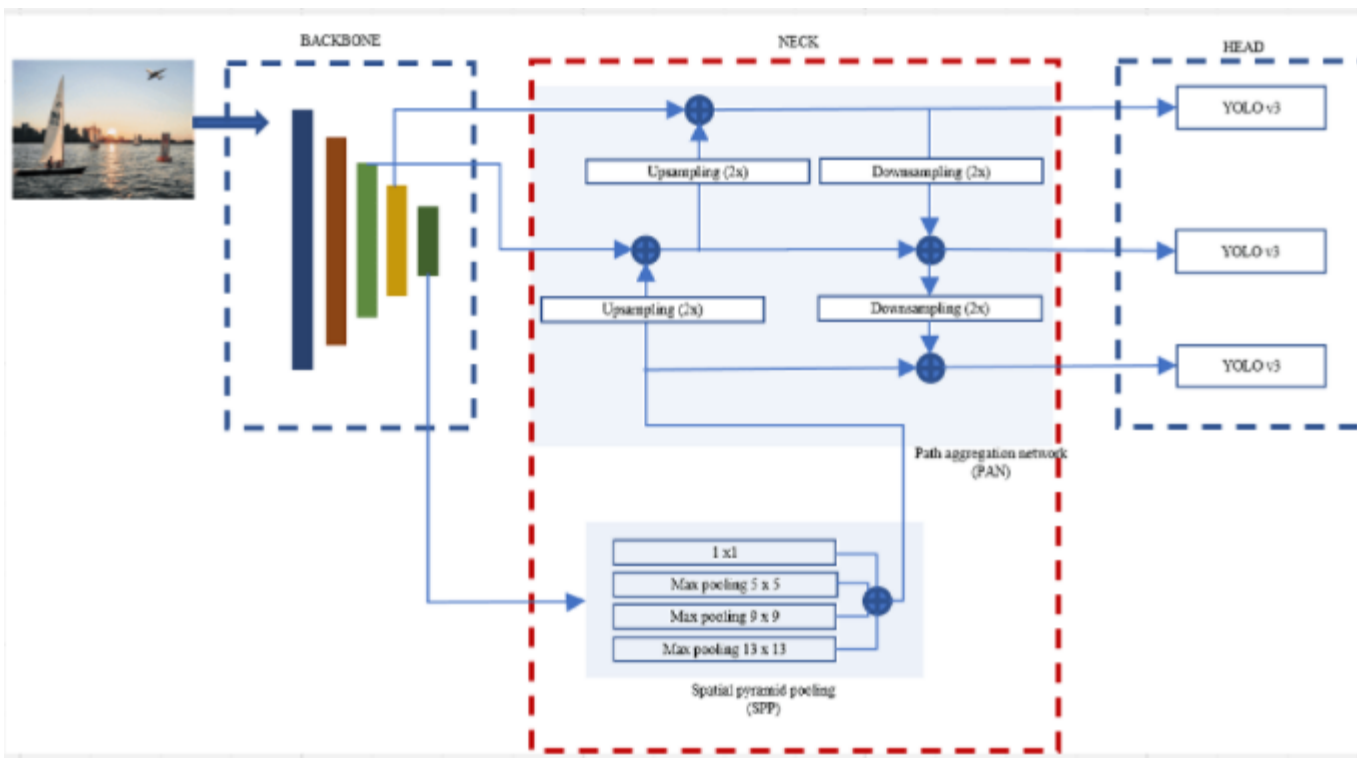 BACKBONE
NECK
HEAD
YOLO v3
Upsampling (2x)
Downsampling (2x)
YOLO v3
Upsampling (2x)
Downsampling (2x)
YOLO v3
Path aggregation network
(PAN)
1 x1
Max pooling 5 x 5
Max pooling 9 x 9
Max pooling 13 x 13
Spatial pyramid pooling
(SPP)